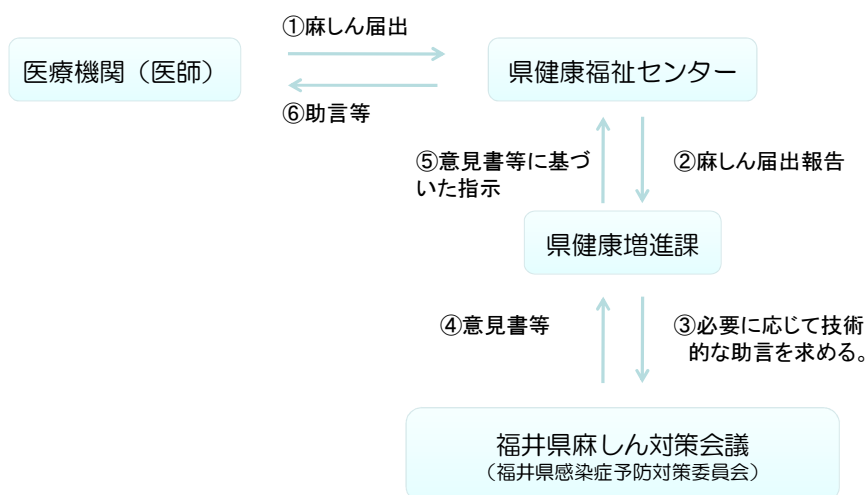 ①麻しん届出
医療機関（医師）
県健康福祉センター
⑥助言等
⑤意見書等に基づ
いた指示
②麻しん届出報告
県健康増進課
④意見書等
③必要に応じて技術
的な助言を求める。
福井県麻しん対策会議
（福井県感染症予防対策委員会）